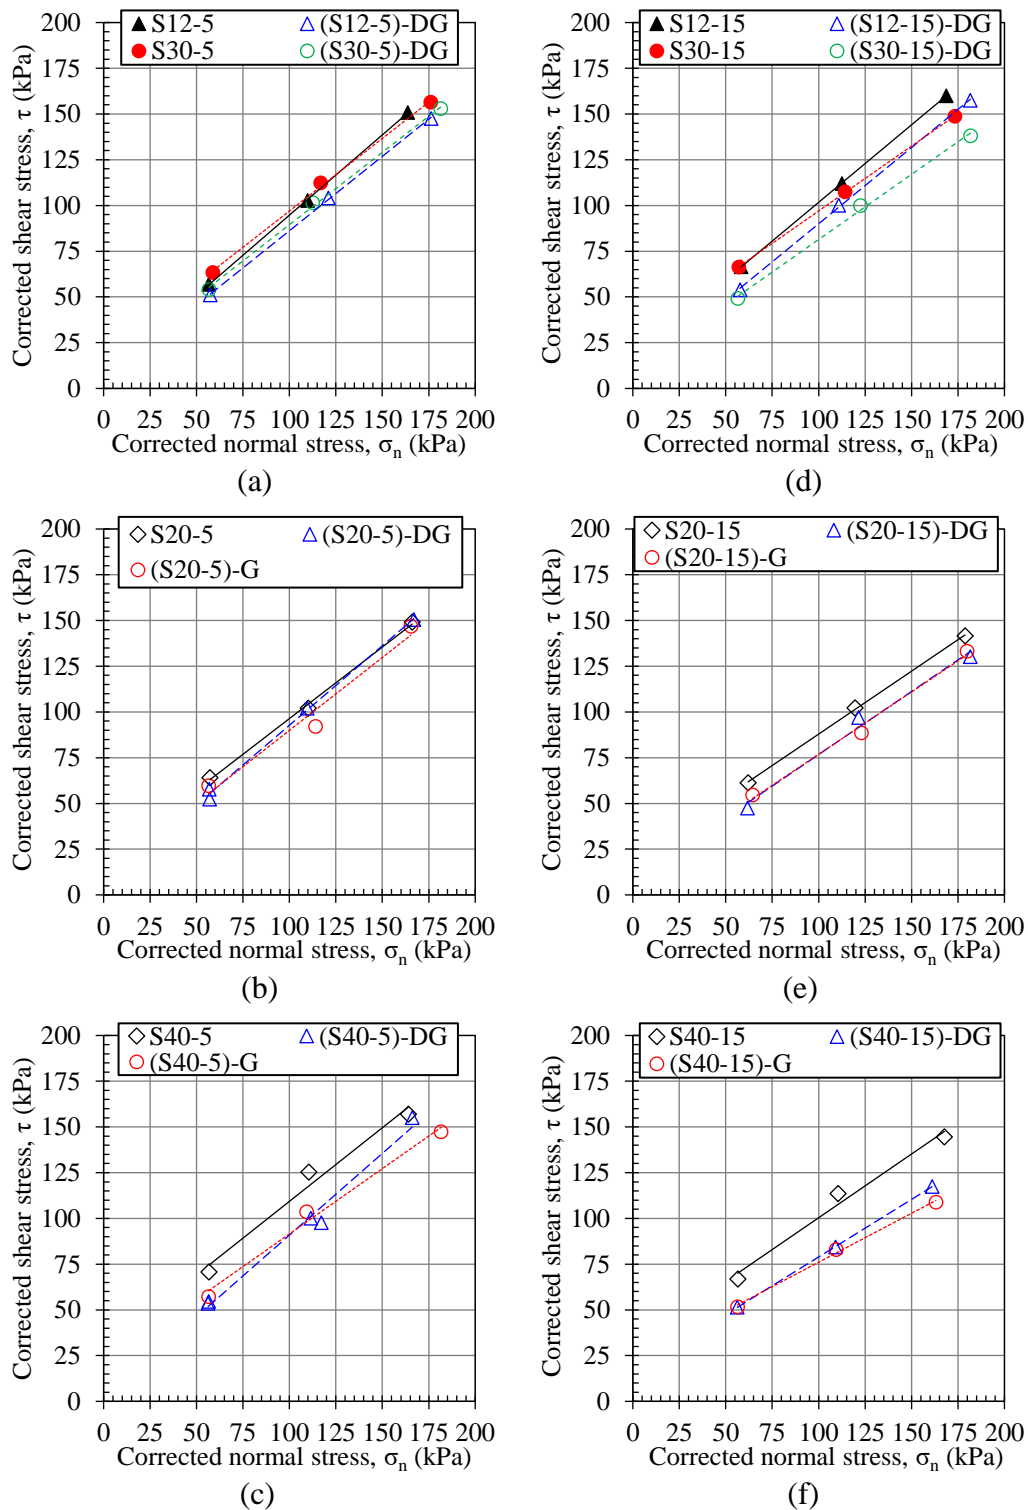 S12-5 (S12-5)-DG
S30-5 (S30-5)-DG
Corrected shear stress, τ (kPa)
200
175
150
125
100
75
50
25
0
0 25 50 75 100 125 150 175 200
Corrected normal stress, σn (kPa)
(a)
S12-15 (S12-15)-DG
S30-15 (S30-15)-DG
Corrected shear stress, τ (kPa)
200
175
150
125
100
75
50
25
0
0 25 50 75 100 125 150 175 200
Corrected normal stress, σn (kPa)
(d)
S20-5 (S20-5)-DG
(S20-5)-G
Corrected shear stress, τ (kPa)
200
175
150
125
100
75
50
25
0
0 25 50 75 100 125 150 175 200
Corrected normal stress, σn (kPa)
(b)
S20-15 (S20-15)-DG
(S20-15)-G
Corrected shear stress, τ (kPa)
200
175
150
125
100
75
50
25
0
0 25 50 75 100 125 150 175 200
Corrected normal stress, σn (kPa)
(e)
S40-5 (S40-5)-DG
(S40-5)-G
Corrected shear stress, τ (kPa)
200
175
150
125
100
75
50
25
0
0 25 50 75 100 125 150 175 200
Corrected normal stress, σn (kPa)
(c)
S40-15 (S40-15)-DG
(S40-15)-G
Corrected shear stress, τ (kPa)
200
175
150
125
100
75
50
25
0
0 25 50 75 100 125 150 175 200
Corrected normal stress, σn (kPa)
(f)